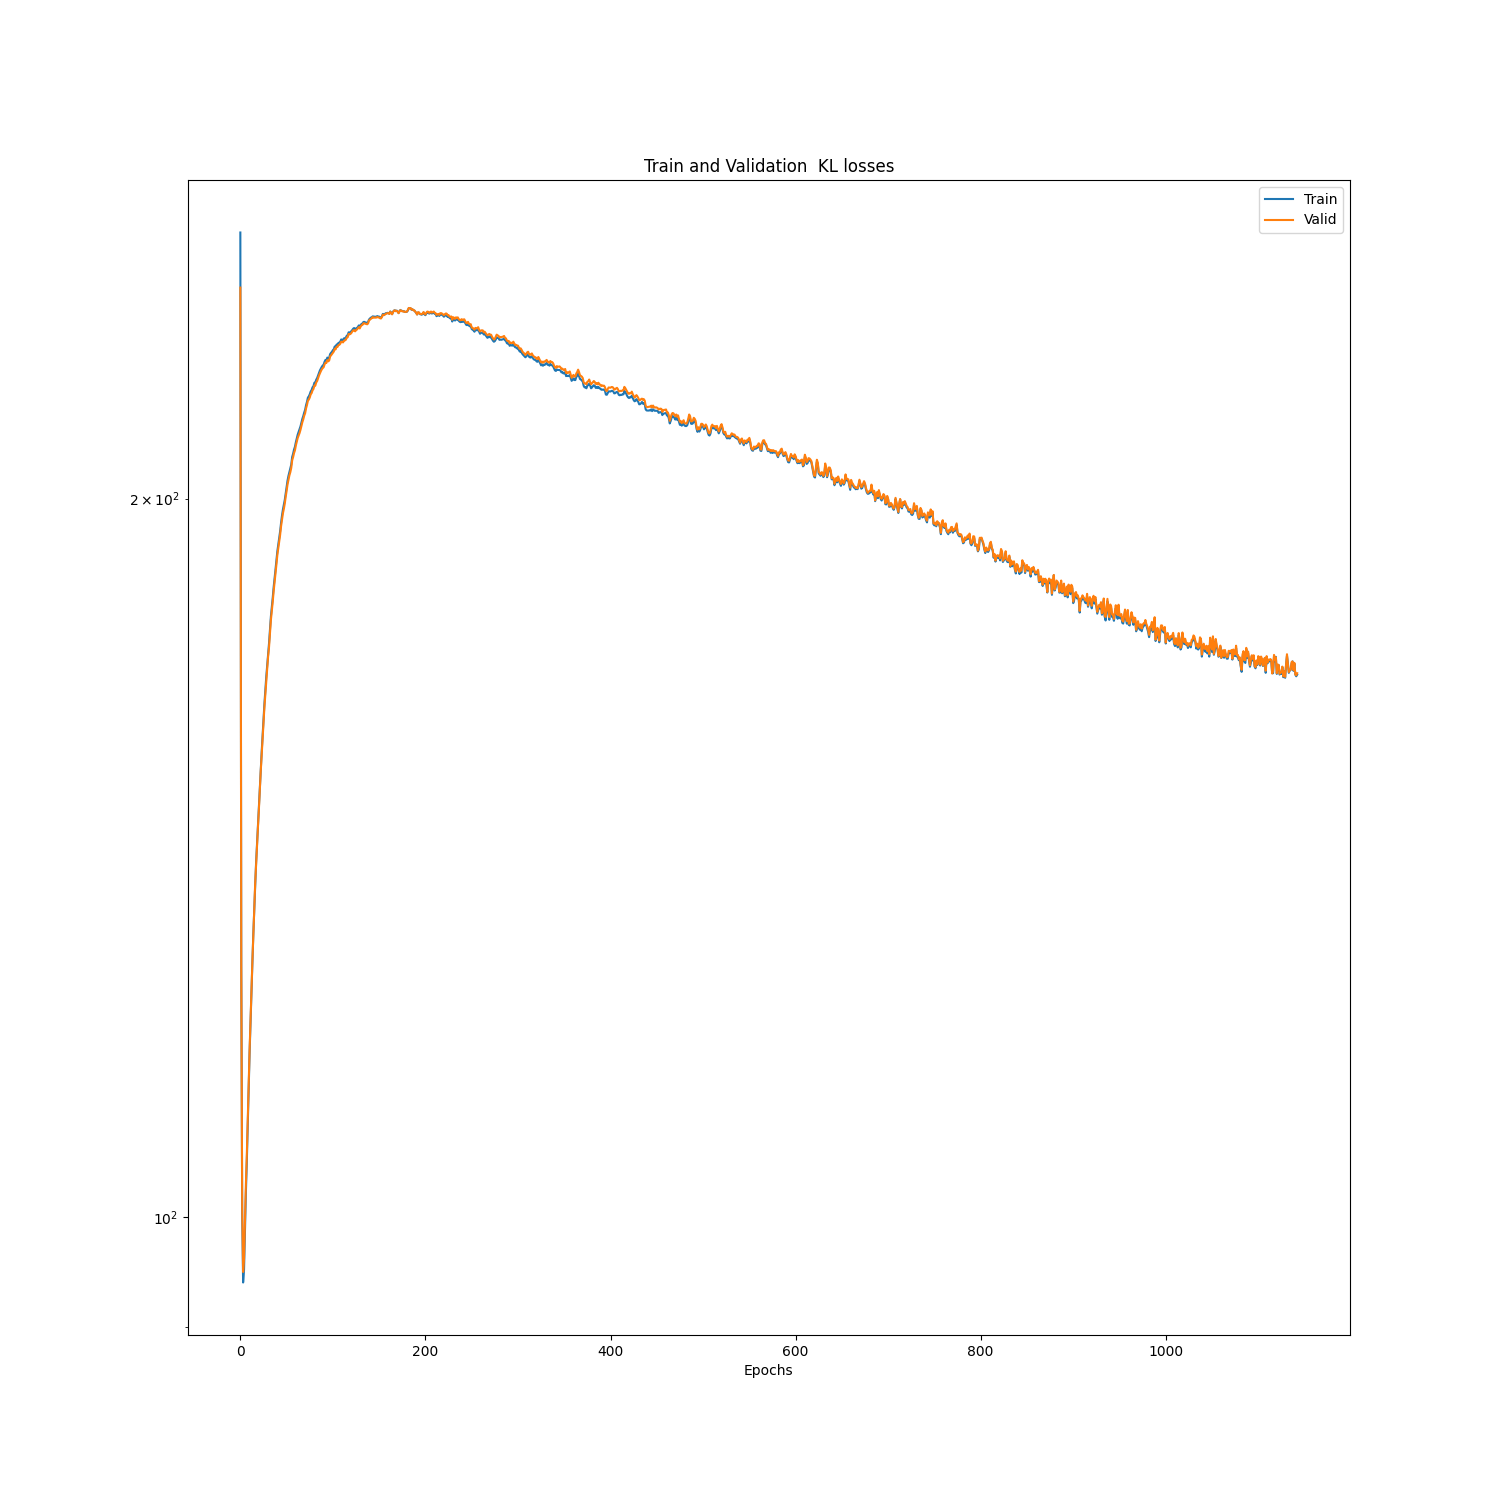 Train and Validation  KL losses
Train
Valid
2 × 10²
10²
0 200 400 600 800 1000
Epochs